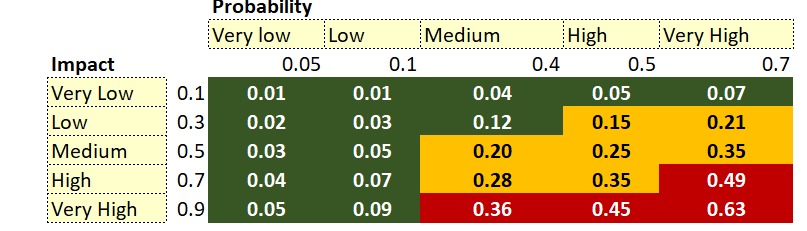 Probability
Very low Low Medium High Very High
Impact 0.05 0.1 0.4 0.5 0.7
Very Low 0.1 0.01 0.01 0.04 0.05 0.07
Low 0.3 0.02 0.03 0.12 0.15 0.21
Medium 0.5 0.03 0.05 0.20 0.25 0.35
High 0.7 0.04 0.07 0.28 0.35 0.49
Very High 0.9 0.05 0.09 0.36 0.45 0.63